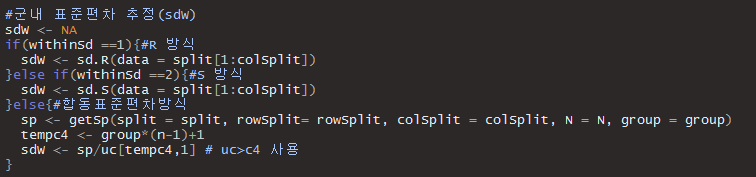 #군내 표준편차 추정(sdW)
sdW <- NA
if(withinSd ==1){#R 방식
  sdW <- sd.R(data = split[1:colSplit])
}else if(withinSd ==2){#S 방식
  sdW <- sd.S(data = split[1:colSplit])
}else{#합동표준편차방식
  sp <- getSp(split = split, rowSplit= rowSplit, colSplit = colSplit, N = N, group = group)
  tempc4 <- group*(n-1)+1
  sdW <- sp/uc[tempc4,1] # uc>c4 사용
}